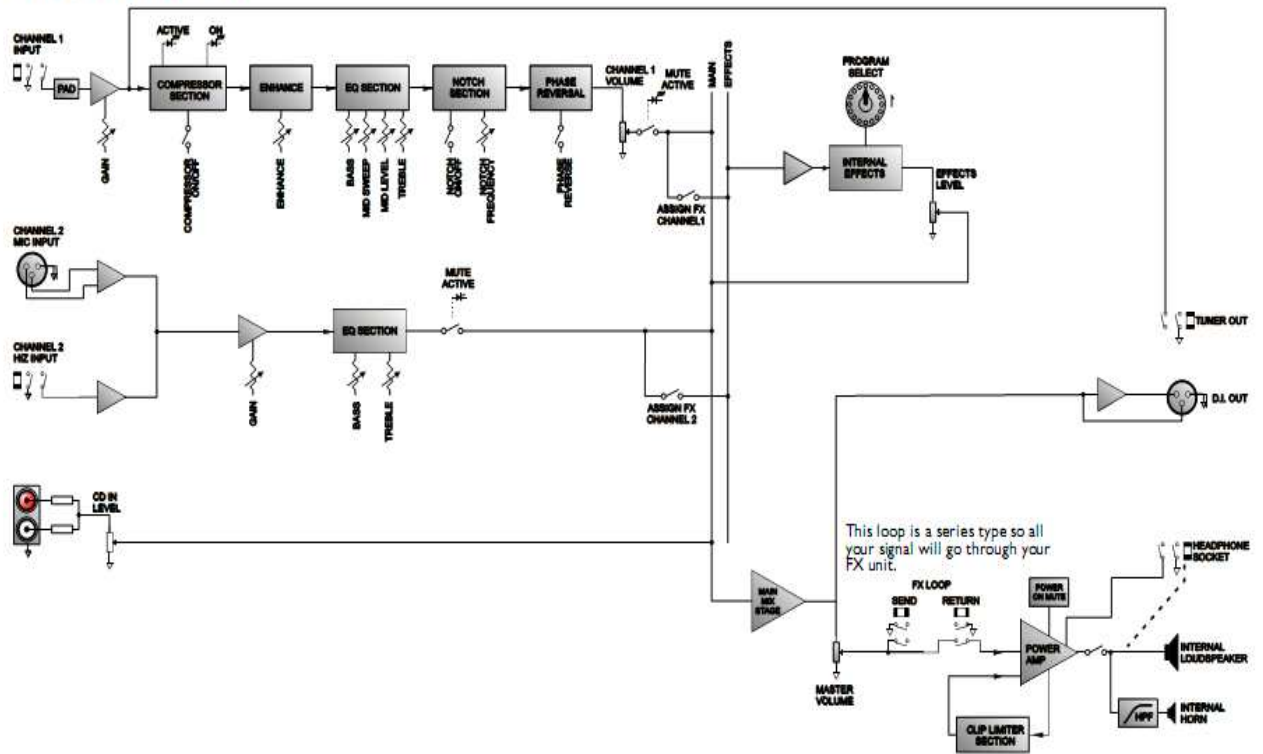 ACTIVE
ON
CHANNEL 1
INPUT
PAD
COMPRESSOR
SECTION
ENHANCE
EQ SECTION
NOTCH
SECTION
PHASE
REVERSAL
CHANNEL 1
VOLUME
MUTE
ACTIVE
MAIN
EFFECTS
PROGRAM
SELECT
GAIN
COMPRESSOR
ON/OFF
ENHANCE
BASS
MID SWEEP
MID LEVEL
TREBLE
NOTCH
ON/OFF
NOTCH
FREQUENCY
PHASE
REVERSE
ASSIGN FX
CHANNEL1
INTERNAL
EFFECTS
EFFECTS
LEVEL
CHANNEL 2
MIC INPUT
MUTE
ACTIVE
EQ SECTION
TUNER OUT
CHANNEL 2
HIZ INPUT
GAIN
BASS
TREBLE
ASSIGN FX
CHANNEL 2
D.I. OUT
CD IN
LEVEL
This loop is a series type so all
your signal will go through your
FX unit.
HEADPHONE
SOCKET
MAIN
MIX
STAGE
FX LOOP
SEND
RETURN
POWER
ON MUTE
POWER
AMP
INTERNAL
LOUDSPEAKER
MASTER
VOLUME
HPF
INTERNAL
HORN
CLIP LIMITER
SECTION